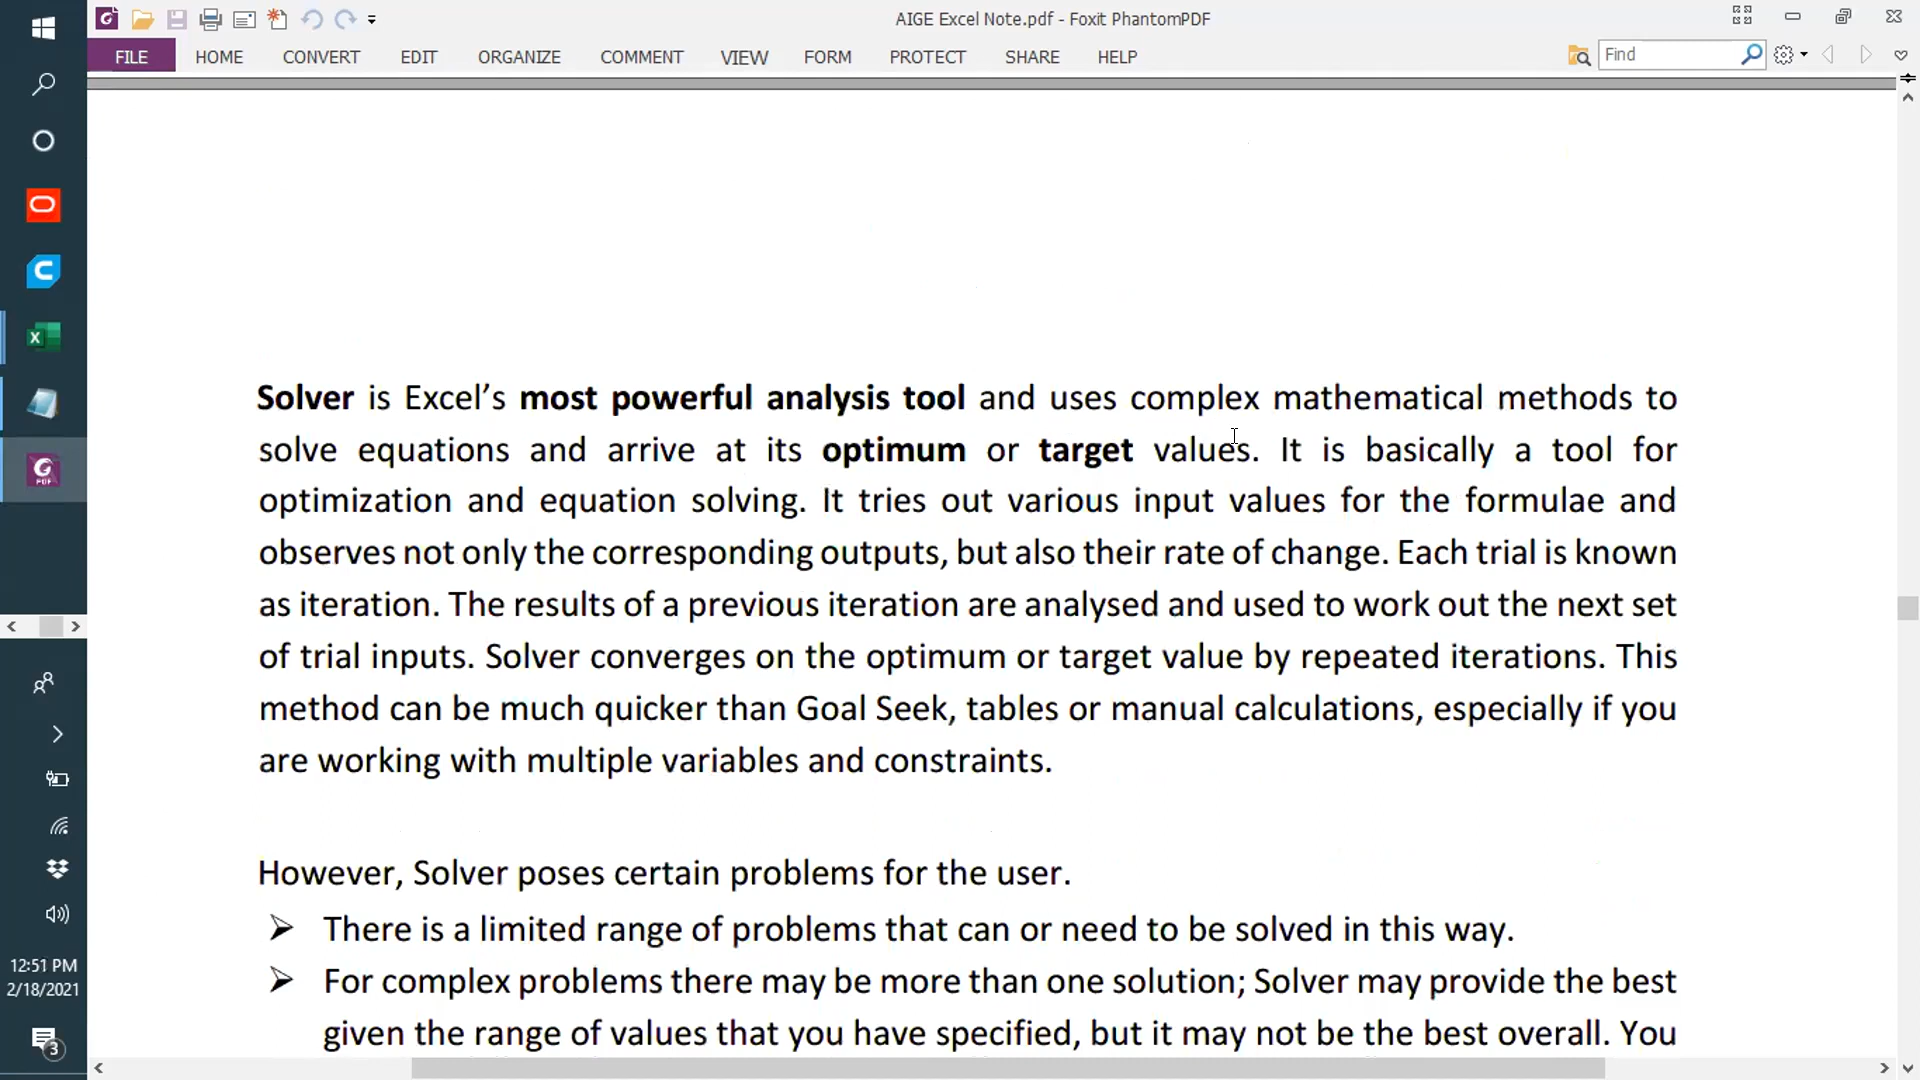 AIGE Excel Note.pdf - Foxit PhantomPDF
FILE HOME CONVERT EDIT ORGANIZE COMMENT VIEW FORM PROTECT SHARE HELP Find
Solver is Excel’s most powerful analysis tool and uses complex mathematical methods to
solve equations and arrive at its optimum or target values. It is basically a tool for
optimization and equation solving. It tries out various input values for the formulae and
observes not only the corresponding outputs, but also their rate of change. Each trial is known
as iteration. The results of a previous iteration are analysed and used to work out the next set
of trial inputs. Solver converges on the optimum or target value by repeated iterations. This
method can be much quicker than Goal Seek, tables or manual calculations, especially if you
are working with multiple variables and constraints.
However, Solver poses certain problems for the user.
➢ There is a limited range of problems that can or need to be solved in this way.
➢ For complex problems there may be more than one solution; Solver may provide the best
given the range of values that you have specified, but it may not be the best overall. You
12:51 PM
2/18/2021
3